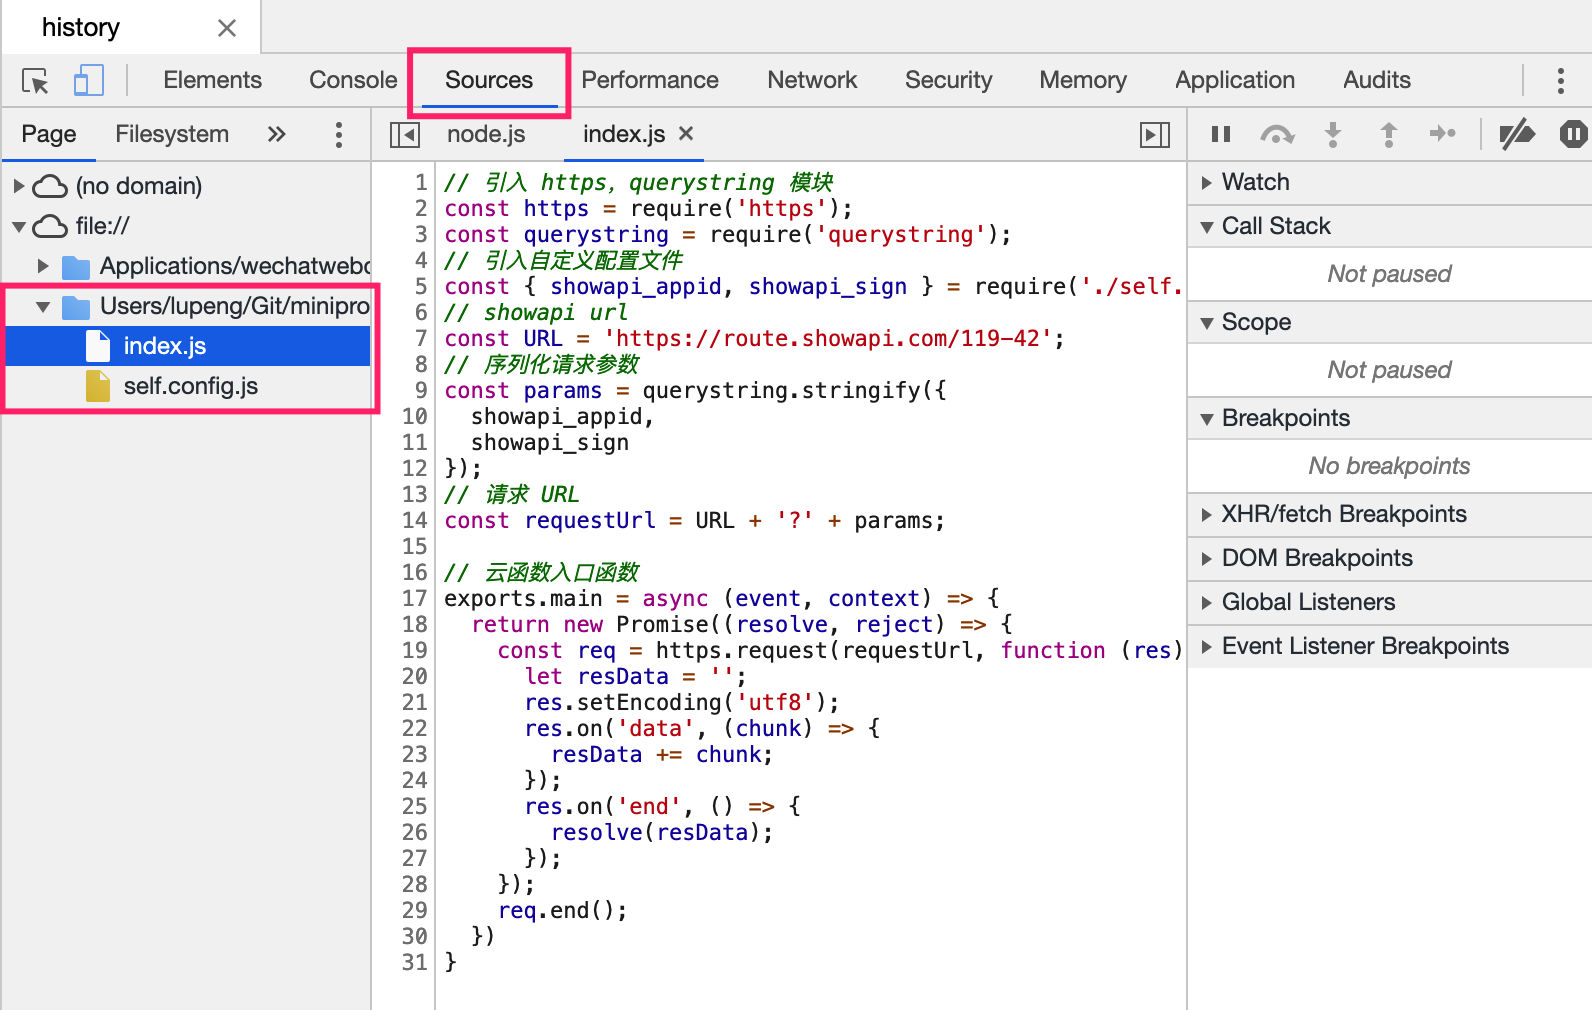 history
Elements Console Sources Performance Network Security Memory Application Audits
Page Filesystem
node.js index.js
(no domain)
file://
Applications/wechatwebd
Users/lupeng/Git/minipro
index.js
self.config.js
1 // 引入 https, querystring 模块
2 const https = require('https');
3 const querystring = require('querystring');
4 // 引入自定义配置文件
5 const { showapi_appid, showapi_sign } = require('./self.
6 // showapi url
7 const URL = 'https://route.showapi.com/119-42';
8 // 序列化请求参数
9 const params = querystring.stringify({
10 showapi_appid,
11 showapi_sign
12 });
13 // 请求 URL
14 const requestUrl = URL + '?' + params;
15
16 // 云函数入口函数
17 exports.main = async (event, context) => {
18 return new Promise((resolve, reject) => {
19 const req = https.request(requestUrl, function (res)
20 let resData = '';
21 res.setEncoding('utf8');
22 res.on('data', (chunk) => {
23 resData += chunk;
24 });
25 res.on('end', () => {
26 resolve(resData);
27 });
28 });
29 req.end();
30 })
31 }
Watch
Call Stack
Not paused
Scope
Not paused
Breakpoints
No breakpoints
XHR/fetch Breakpoints
DOM Breakpoints
Global Listeners
Event Listener Breakpoints